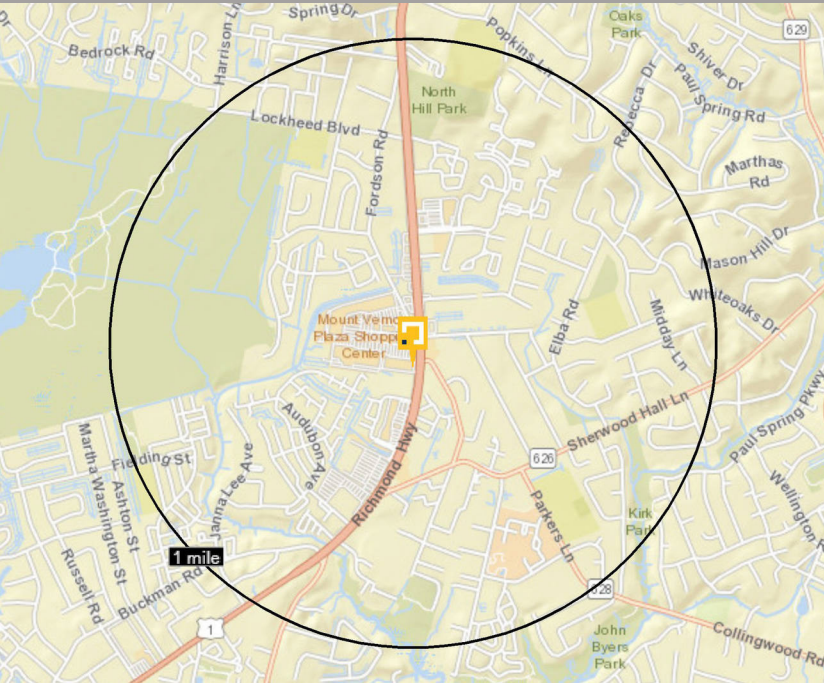 Dr
Bedrock Rd
Harrison Ln
Spring Dr
Popkins Ln
Oaks
Park
629
Shiver Dr
Paul Spring Rd
Rebecca Dr
North
Hill Park
Lockheed Blvd
Fordson Rd
Marthas
Rd
Mason Hill Dr
Whiteoaks Dr
Mount Verno
Plaza Shopp
Center
Elba Rd
Midday Ln
Sherwood Hall Ln
Paul Spring Pkwy
Audubon Ave
Richmond Hwy
626
Fielding St
Martha Washington St
Ashton St
Janna Lee Ave
Parkers Ln
Kirk
Park
Wellington R
1 mile
Russell Rd
Buckman Rd
1
628
John
Byers
Park
Collingwood Rd